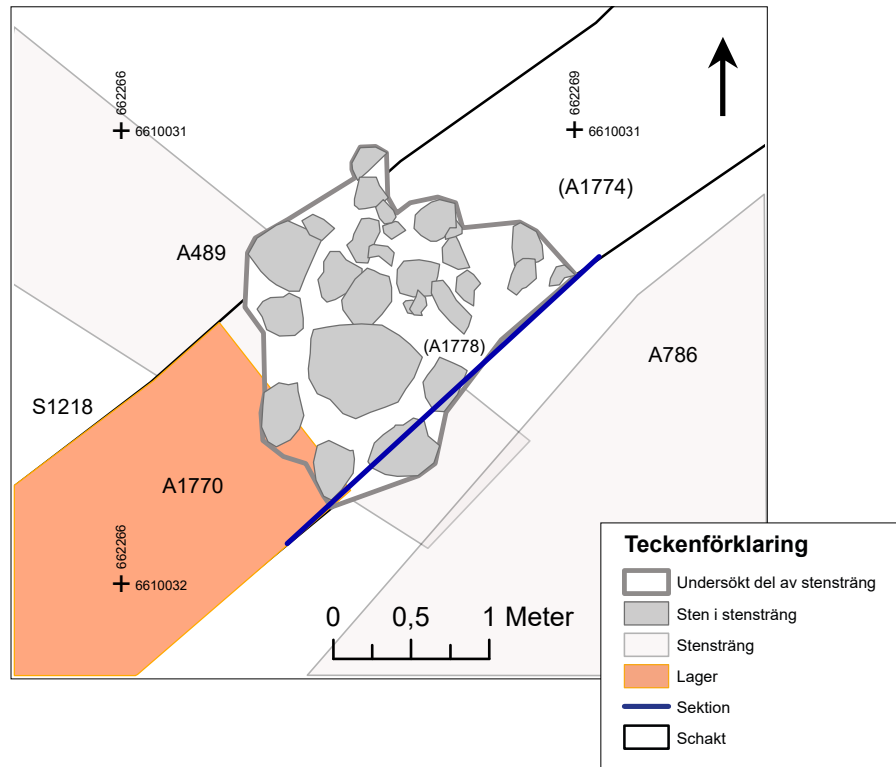 662266
6610031
662269
6610031
(A1774)
A489
(A1778)
A786
S1218
A1770
662266
6610032
0 0,5 1 Meter
Teckenförklaring
Undersökt del av stensträng
Sten i stensträng
Stensträng
Lager
Sektion
Schakt